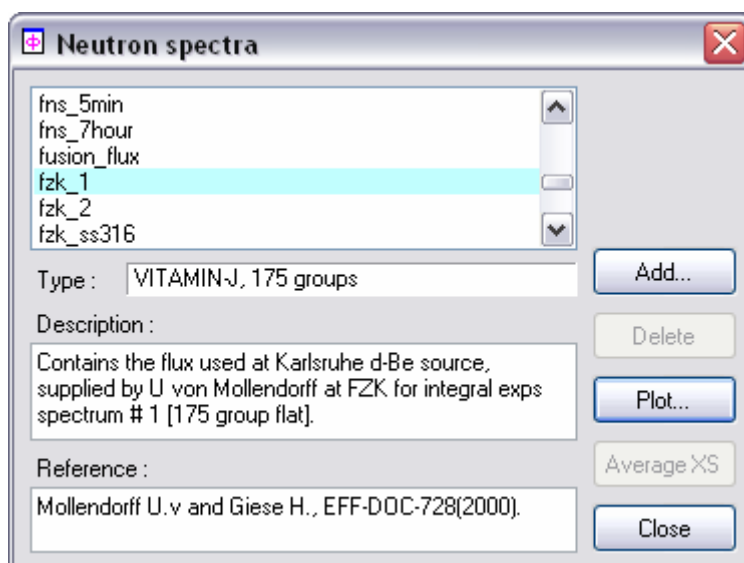 Neutron spectra
fns_5min
fns_7hour
fusion_flux
fzk_1
fzk_2
fzk_ss316
Type : VITAMIN-J, 175 groups
Description :
Contains the flux used at Karlsruhe d-Be source,
supplied by U von Mollendorff at FZK for integral exps
spectrum # 1 [175 group flat].
Reference :
Mollendorff U.v and Giese H., EFF-DOC-728(2000).
Add...
Delete
Plot...
Average XS
Close